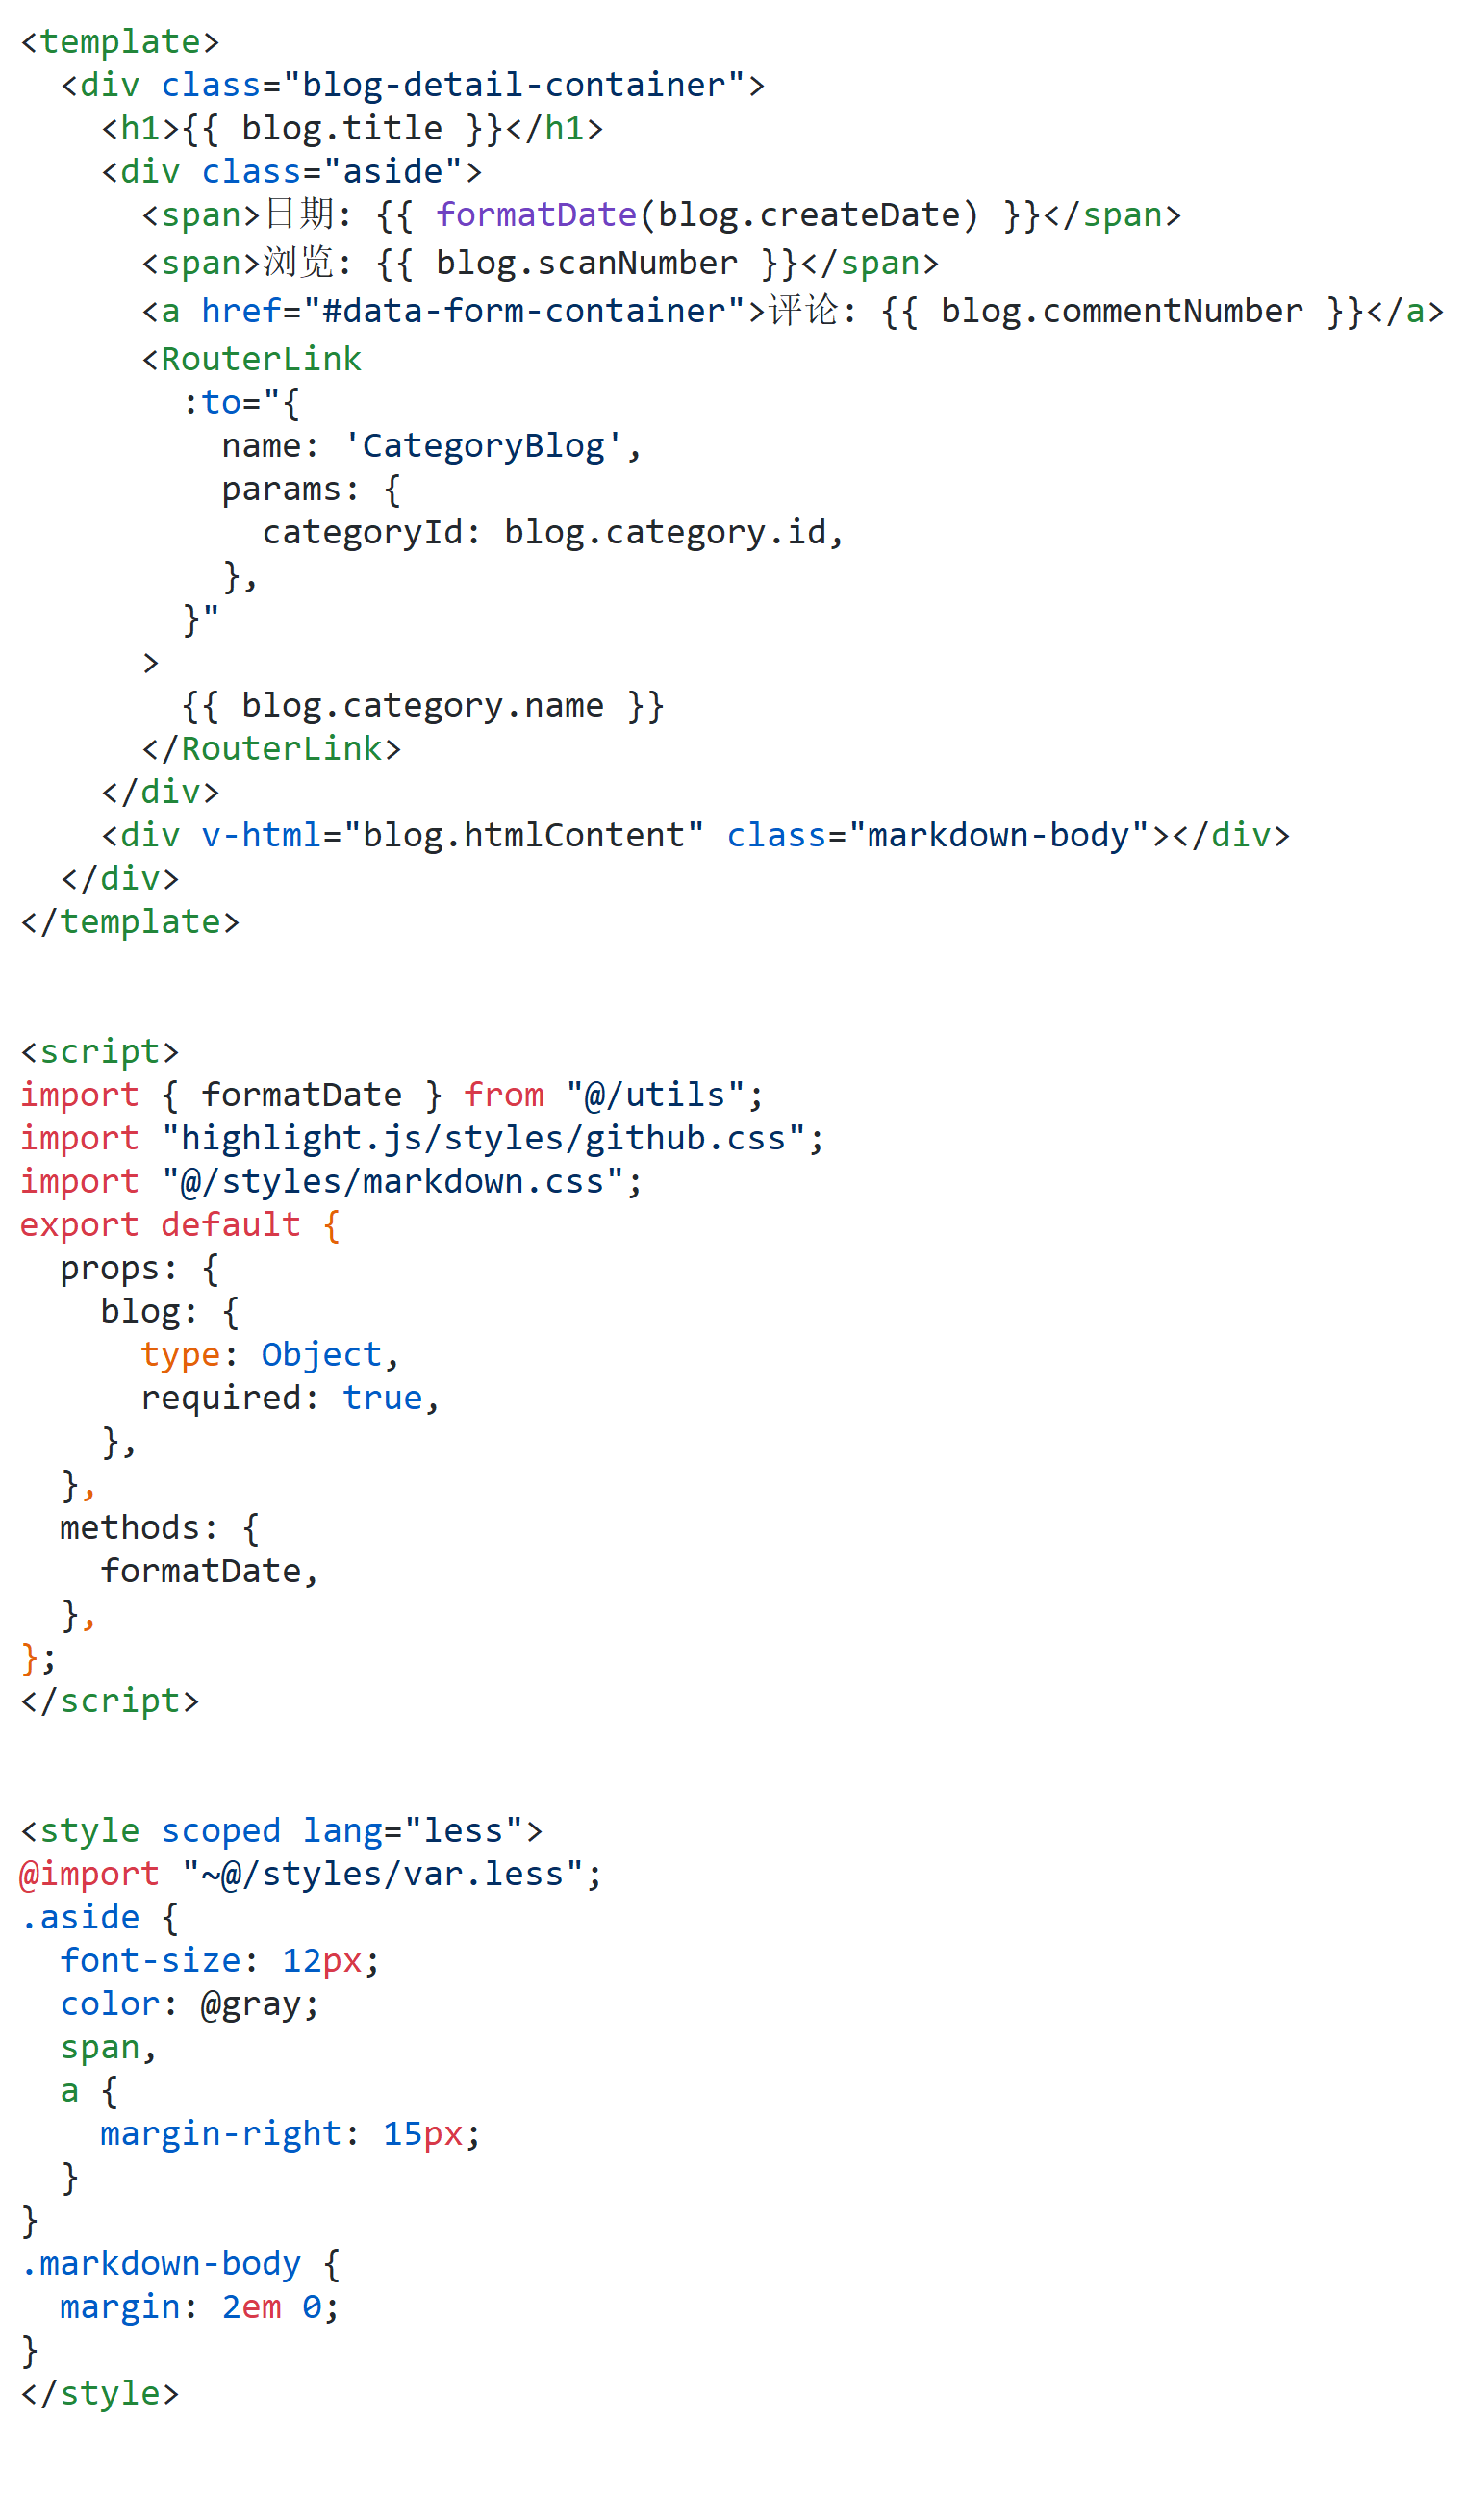 <template>
  <div class="blog-detail-container">
    <h1>{{ blog.title }}</h1>
    <div class="aside">
      <span>日期: {{ formatDate(blog.createDate) }}</span>
      <span>浏览: {{ blog.scanNumber }}</span>
      <a href="#data-form-container">评论: {{ blog.commentNumber }}</a>
      <RouterLink
        :to="{
          name: 'CategoryBlog',
          params: {
            categoryId: blog.category.id,
          },
        }"
      >
        {{ blog.category.name }}
      </RouterLink>
    </div>
    <div v-html="blog.htmlContent" class="markdown-body"></div>
  </div>
</template>

<script>
import { formatDate } from "@/utils";
import "highlight.js/styles/github.css";
import "@/styles/markdown.css";
export default {
  props: {
    blog: {
      type: Object,
      required: true,
    },
  },
  methods: {
    formatDate,
  },
};
</script>

<style scoped lang="less">
@import "~@/styles/var.less";
.aside {
  font-size: 12px;
  color: @gray;
  span,
  a {
    margin-right: 15px;
  }
}
.markdown-body {
  margin: 2em 0;
}
</style>